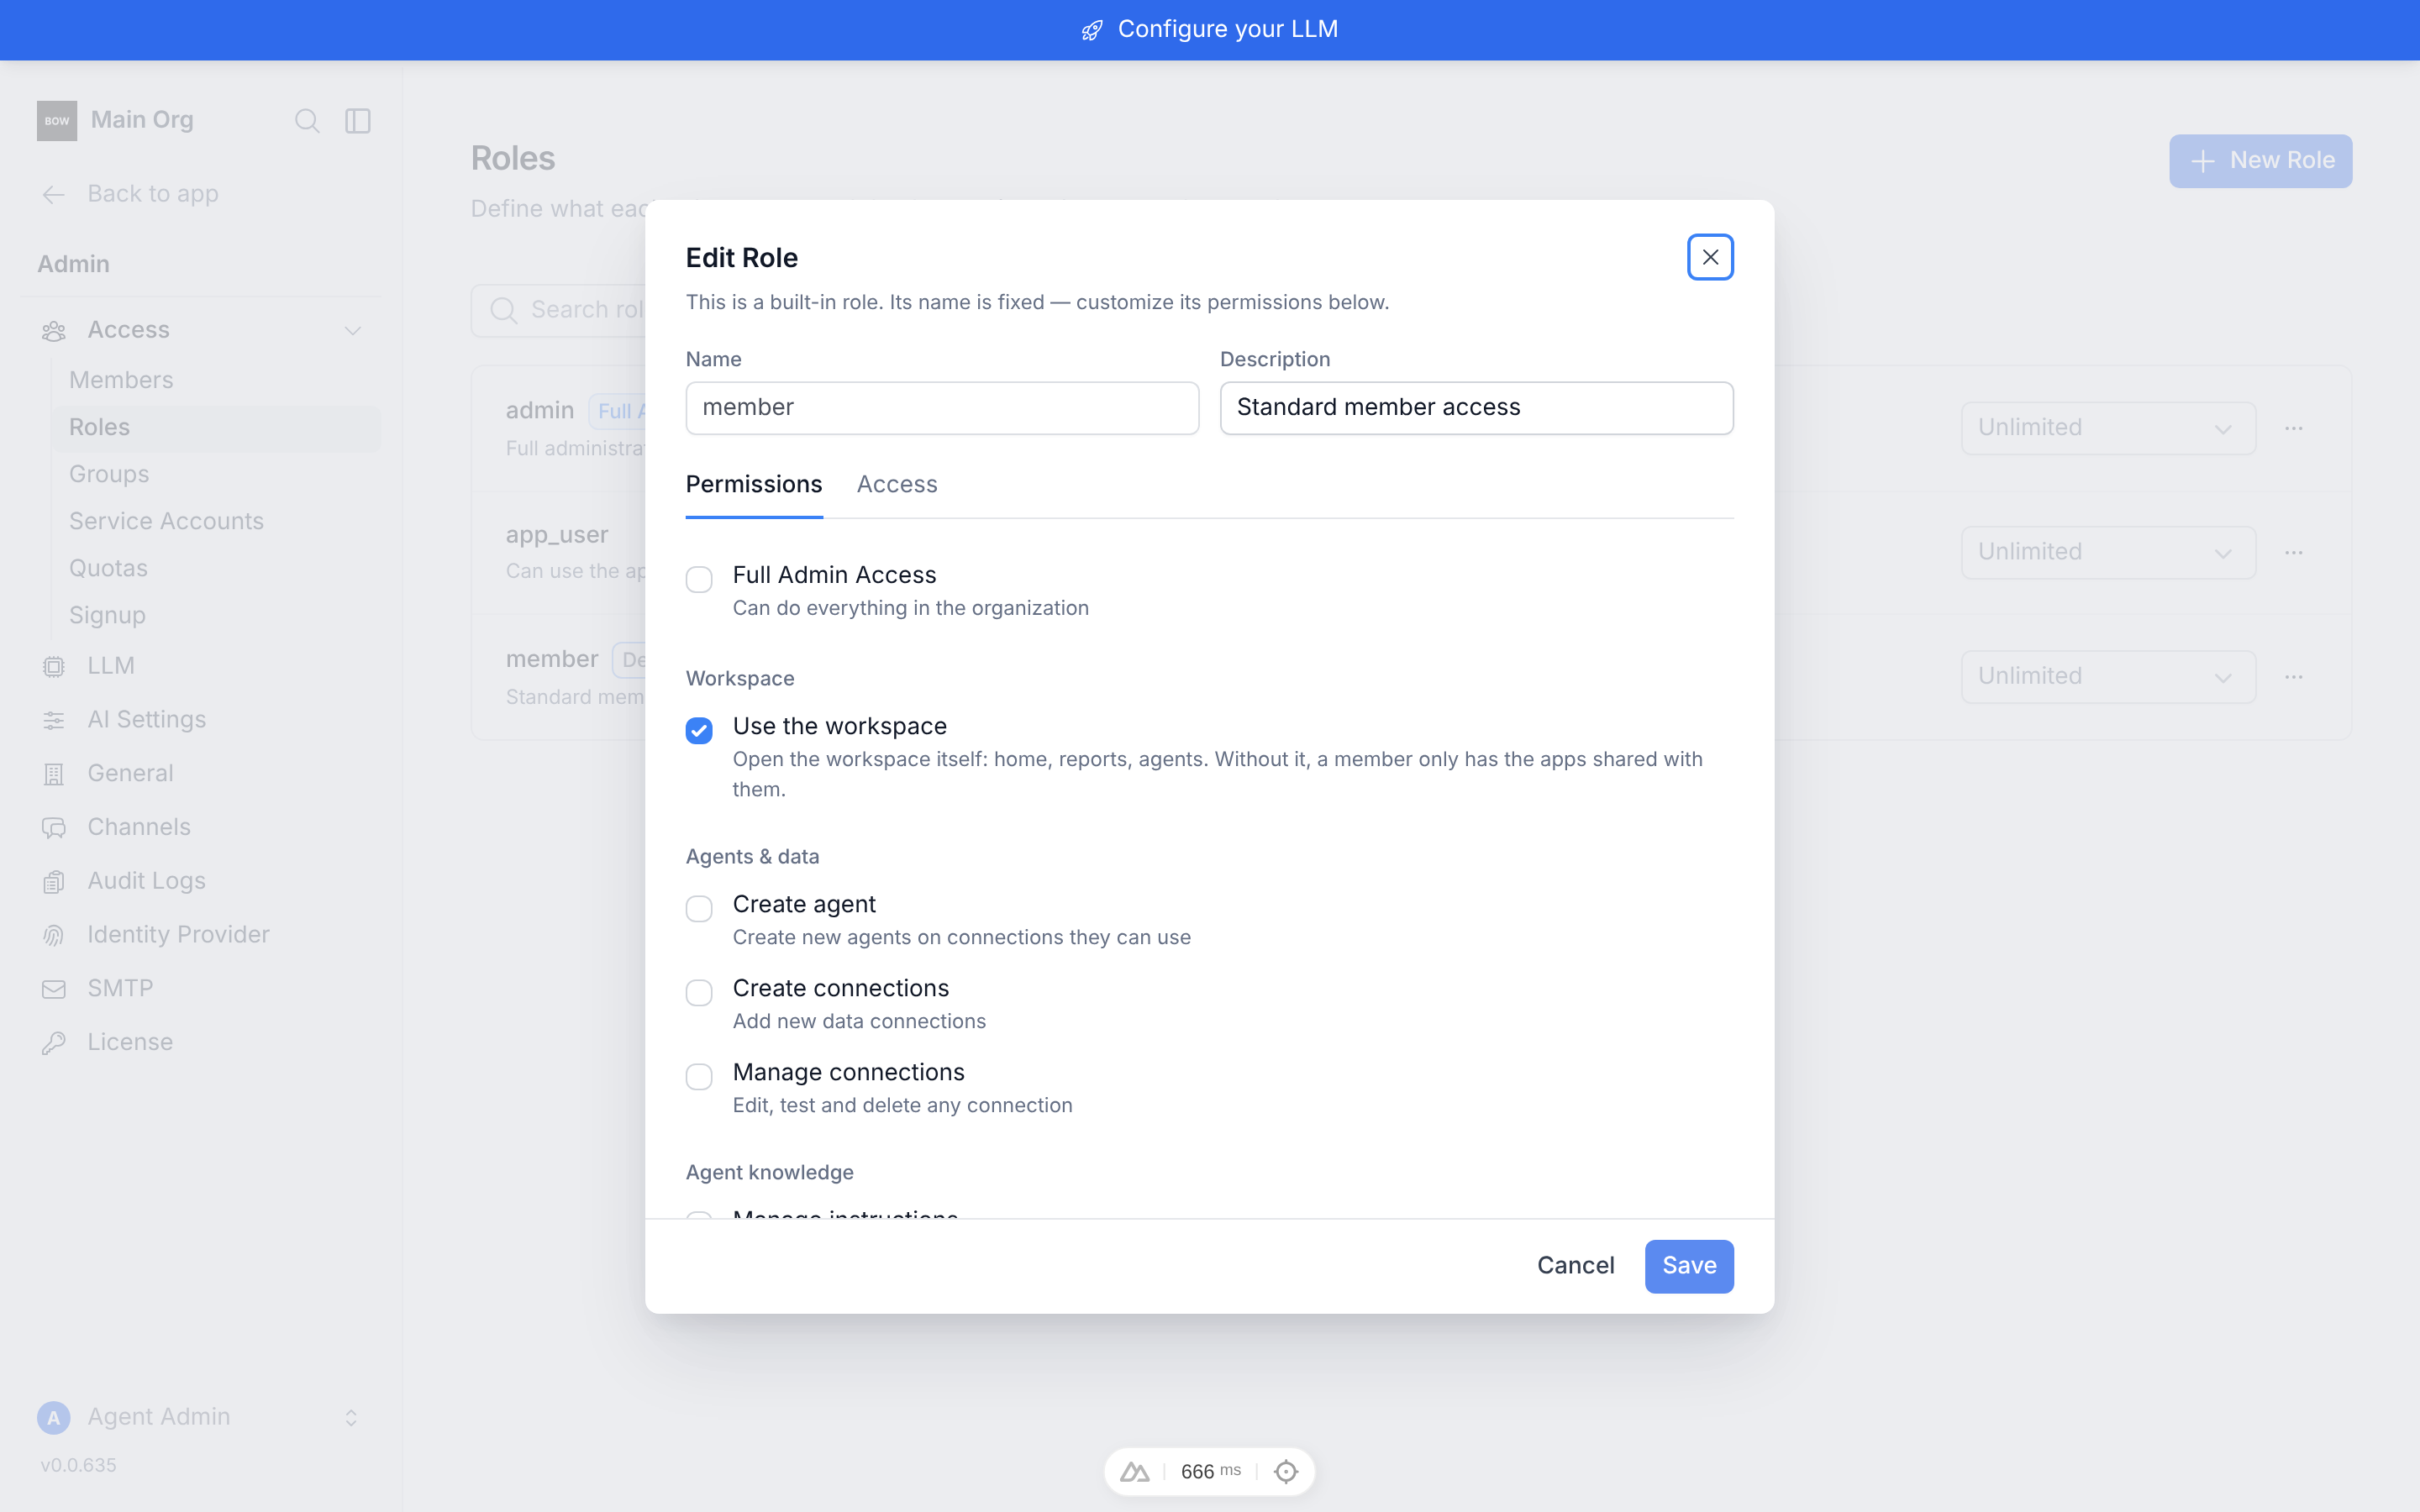 Configure your LLM
BOW
Main Org
Back to app
Admin
Access
Members
Roles
Groups
Service Accounts
Quotas
Signup
LLM
AI Settings
General
Channels
Audit Logs
Identity Provider
SMTP
License
Agent Admin
A
v0.0.635
Roles
New Role
Define what
Search
admin Full
Full
Unlimited
app_user
Can use the
Unlimited
member
Standard
Unlimited
Edit Role
This is a built-in role. Its name is fixed — customize its permissions below.
Name
Description
member
Standard member access
Permissions
Access
Full Admin Access
Can do everything in the organization
Workspace
Use the workspace
Open the workspace itself: home, reports, agents. Without it, a member only has the apps shared with
them.
Agents & data
Create agent
Create new agents on connections they can use
Create connections
Add new data connections
Manage connections
Edit, test and delete any connection
Agent knowledge
Manage instructions
Cancel
Save
666 ms